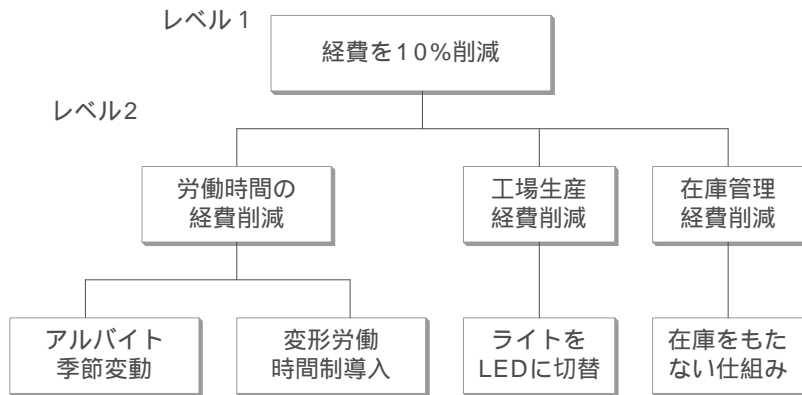 レベル1
経費を10%削減
レベル2
労働時間の
経費削減
工場生産
経費削減
在庫管理
経費削減
アルバイト
季節変動
変形労働
時間制導入
ライトを
LEDに切替
在庫をもた
ない仕組み